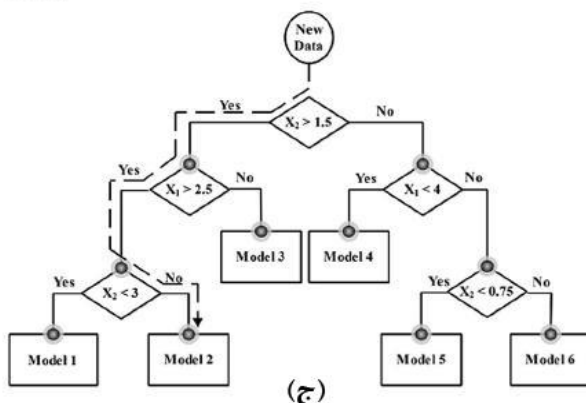 New
Data
Yes
X₂ > 1.5
No
Yes
X₁ > 2.5
No
Yes
X₁ < 4
No
Model 3
Model 4
Yes
X₂ < 3
No
Yes
X₂ < 0.75
No
Model 1
Model 2
Model 5
Model 6
(ج)